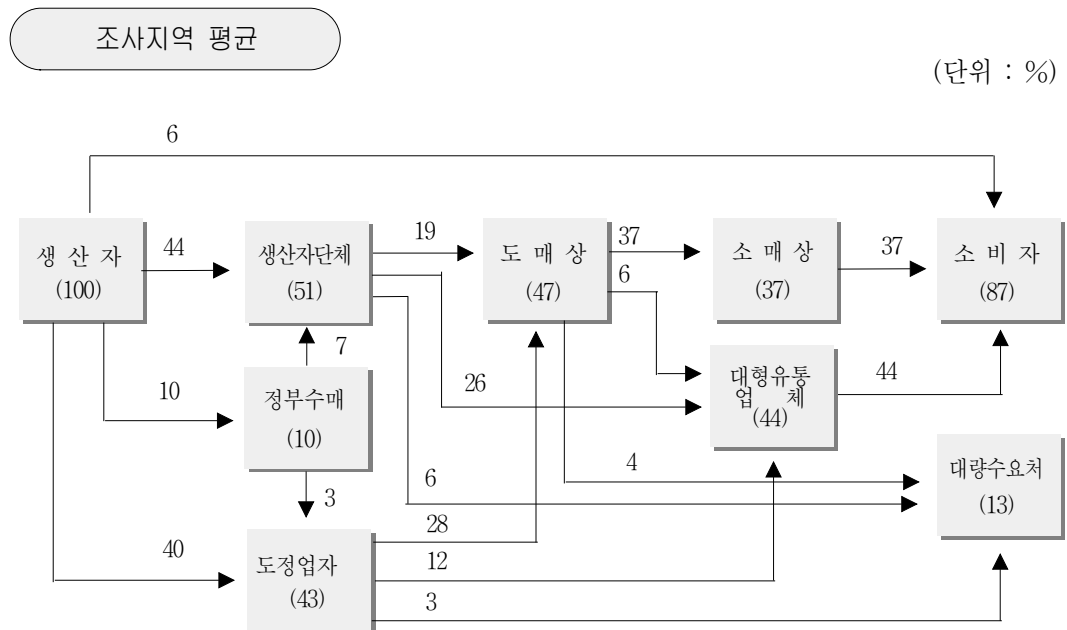 조사지역 평균
(단위 : %)
6
생 산 자
(100)
44
생산자단체
(51)
19
도 매 상
(47)
37
6
소 매 상
(37)
37
소 비 자
(87)
7
10
정부수매
(10)
26
대형유통
업 체
(44)
44
3
6
4
대량수요처
(13)
40
도정업자
(43)
28
12
3